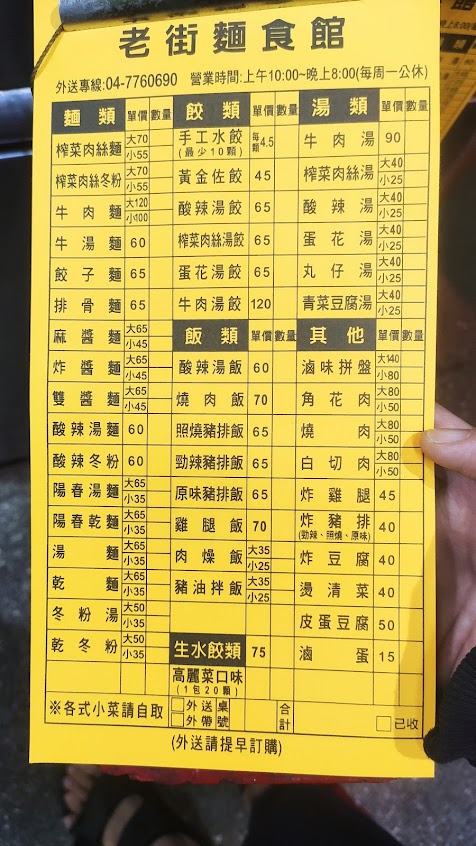 老街麵食館
外送專線:04-7760690 營業時間:上午10:00~晚上8:00(每周一公休)
麵類 單價 數量
榨菜肉絲麵 大70 小55
榨菜肉絲冬粉 大70 小55
牛肉麵 大120 小100
牛湯麵 60
餃子麵 65
排骨麵 65
麻醬麵 大65 小45
炸醬麵 大65 小45
雙醬麵 大65 小45
酸辣湯麵 60
酸辣冬粉 60
陽春湯麵 大65 小35
陽春乾麵 大65 小35
湯麵 大65 小35
乾麵 大65 小35
冬粉湯 大50 小35
乾冬粉 大50 小35
餃類 單價 數量
手工水餃 (最少10顆) 每顆4.5
黃金佐餃 45
酸辣湯餃 65
榨菜肉絲湯餃 65
蛋花湯餃 65
牛肉湯餃 120
飯類 單價 數量
酸辣湯飯 60
燒肉飯 70
照燒豬排飯 65
勁辣豬排飯 65
原味豬排飯 65
雞腿飯 70
肉燥飯 大35 小25
豬油拌飯 大35 小25
生水餃類 75
高麗菜口味
(1包20顆)
湯類 單價 數量
牛肉湯 90
榨菜肉絲湯 大40 小25
酸辣湯 大40 小25
蛋花湯 大40 小25
丸仔湯 大40 小25
青菜豆腐湯 大40 小25
其他 單價 數量
滷味拼盤 大140 小80
角花肉 大80 小50
燒肉 大80 小50
白切肉 大80 小50
炸雞腿 45
炸豬排 40
(勁辣、照燒、原味)
炸豆腐 40
燙清菜 40
皮蛋豆腐 50
滷蛋 15
※各式小菜請自取
外送桌
外帶號
合計
已收
(外送請提早訂購)